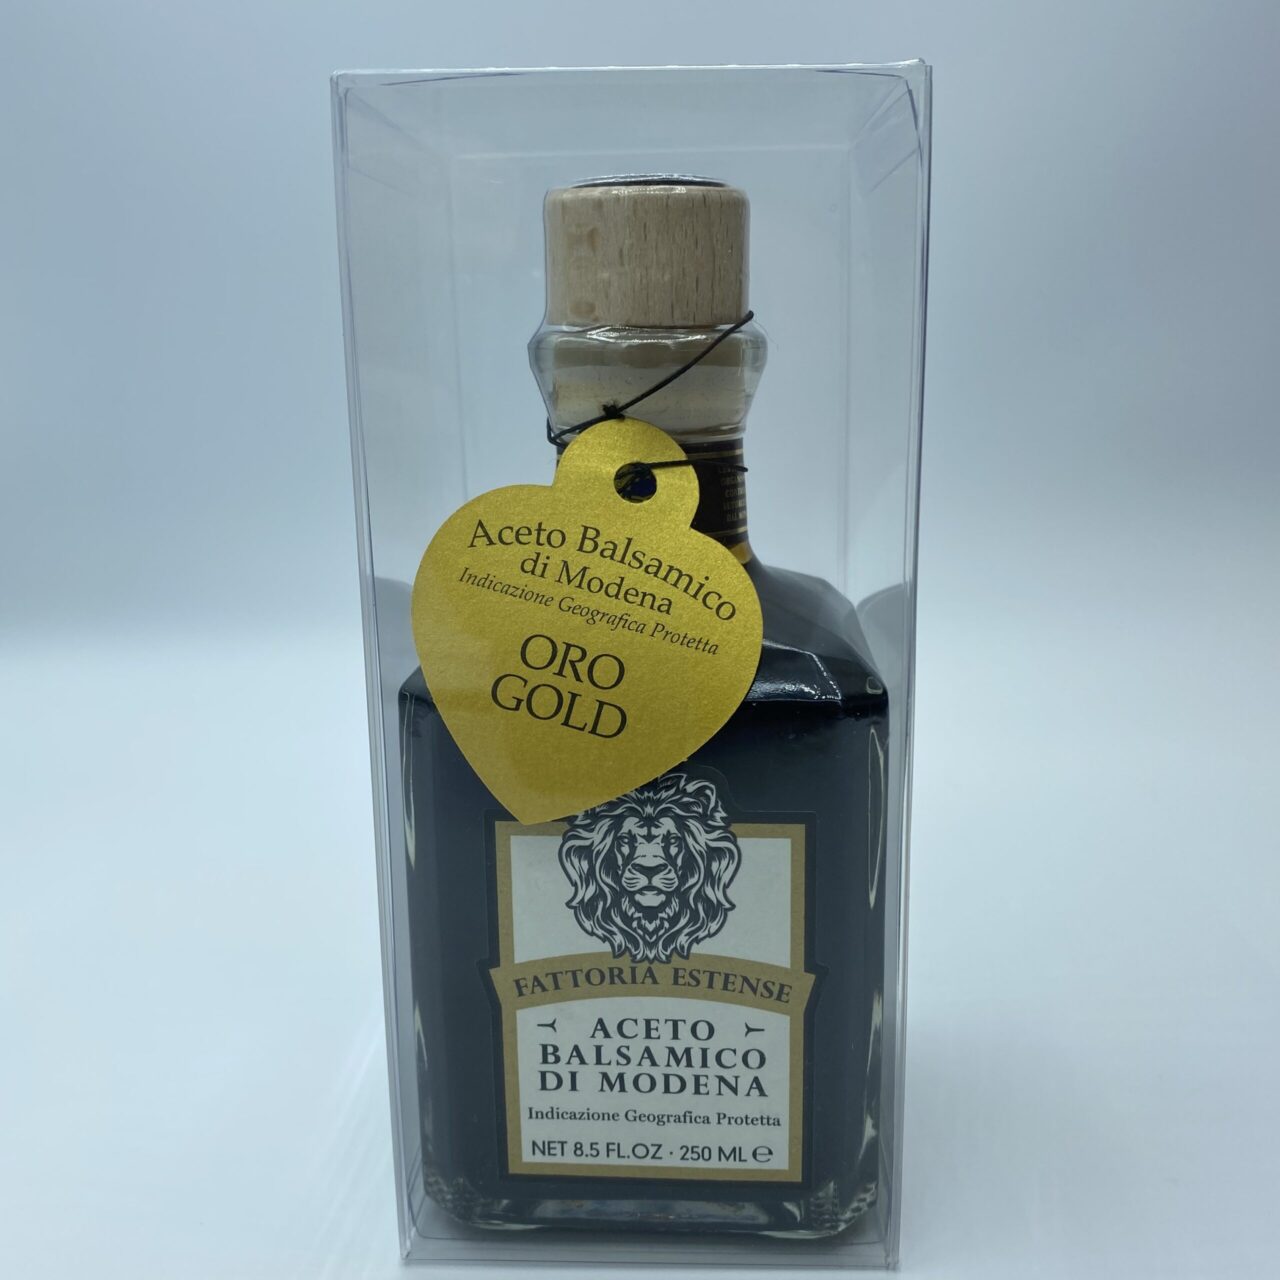 Aceto Balsamico
di Modena
Indicazione Geografica Protetta
ORO
GOLD
FATTORIA ESTENSE
ACETO
BALSAMICO
DI MODENA
Indicazione Geografica Protetta
NET 8.5 FL.OZ · 250 ML ℮